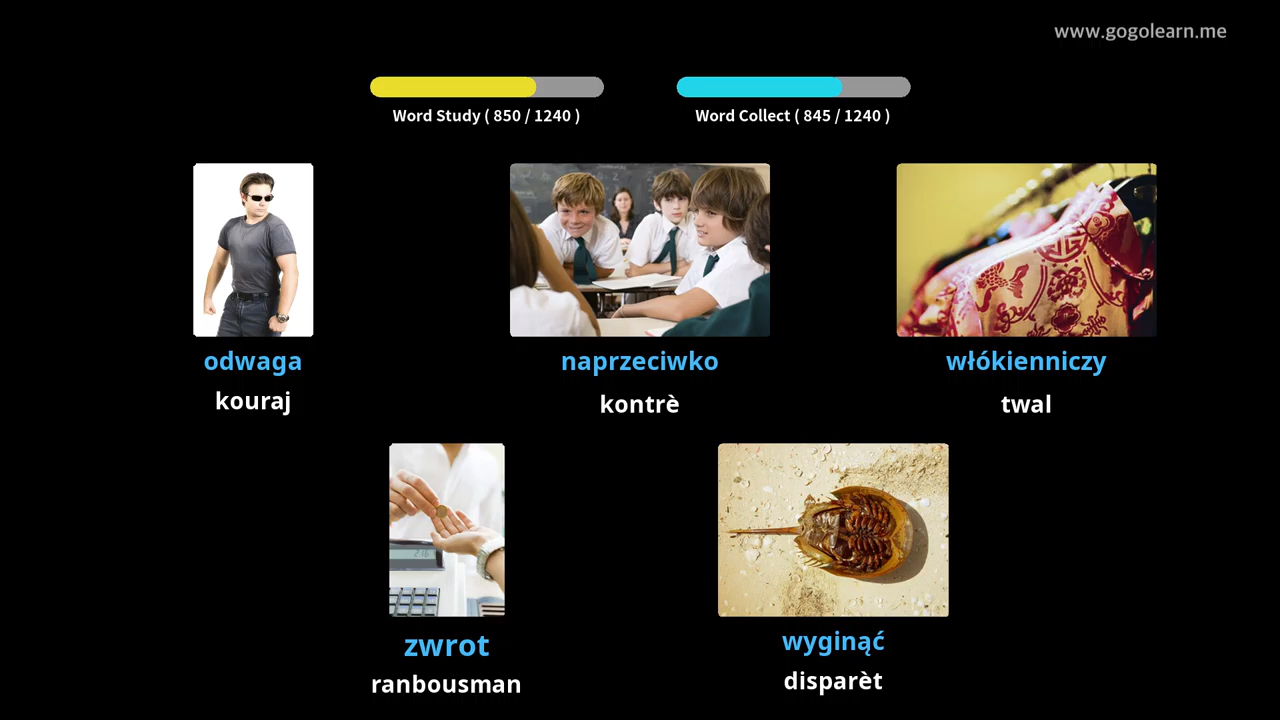 www.gogolearn.me
Word Study ( 850 / 1240 )
Word Collect ( 845 / 1240 )
odwaga
kouraj
naprzeciwko
kontrè
włókienniczy
twal
zwrot
ranbousman
wyginąć
disparèt